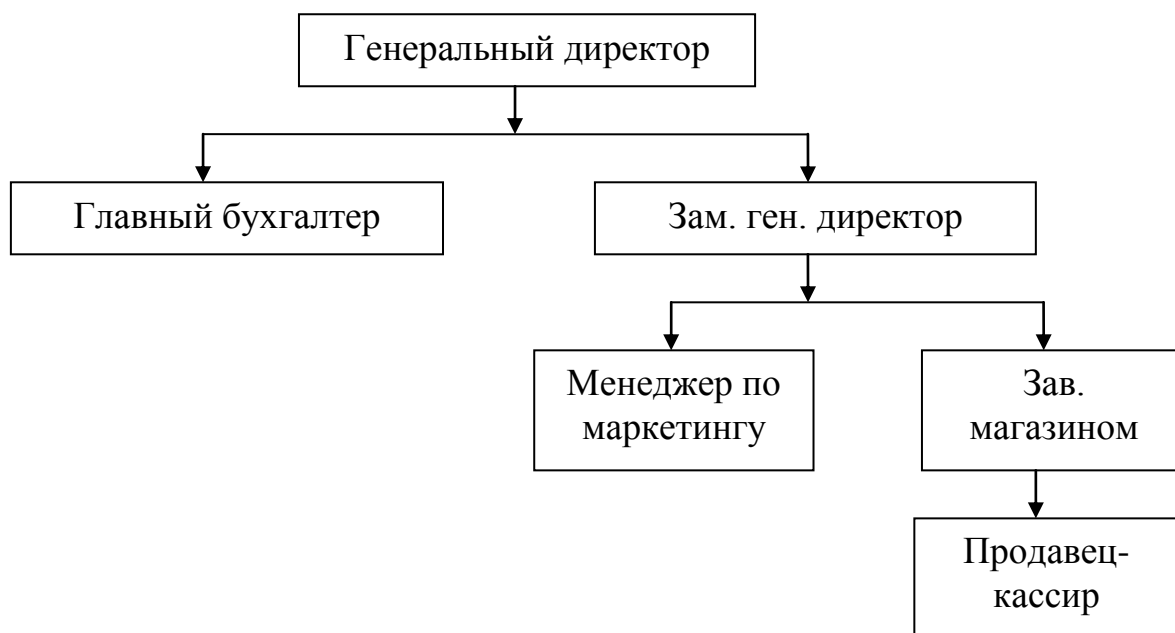 Генеральный директор
Главный бухгалтер
Зам. ген. директор
Менеджер по
маркетингу
Зав.
магазином
Продавец-
кассир